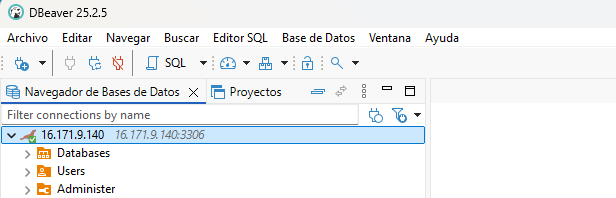 DBeaver 25.2.5
Archivo Editar Navegar Buscar Editor SQL Base de Datos Ventana Ayuda
SQL
Navegador de Bases de Datos Proyectos
Filter connections by name
16.171.9.140 16.171.9.140:3306
Databases
Users
Administer